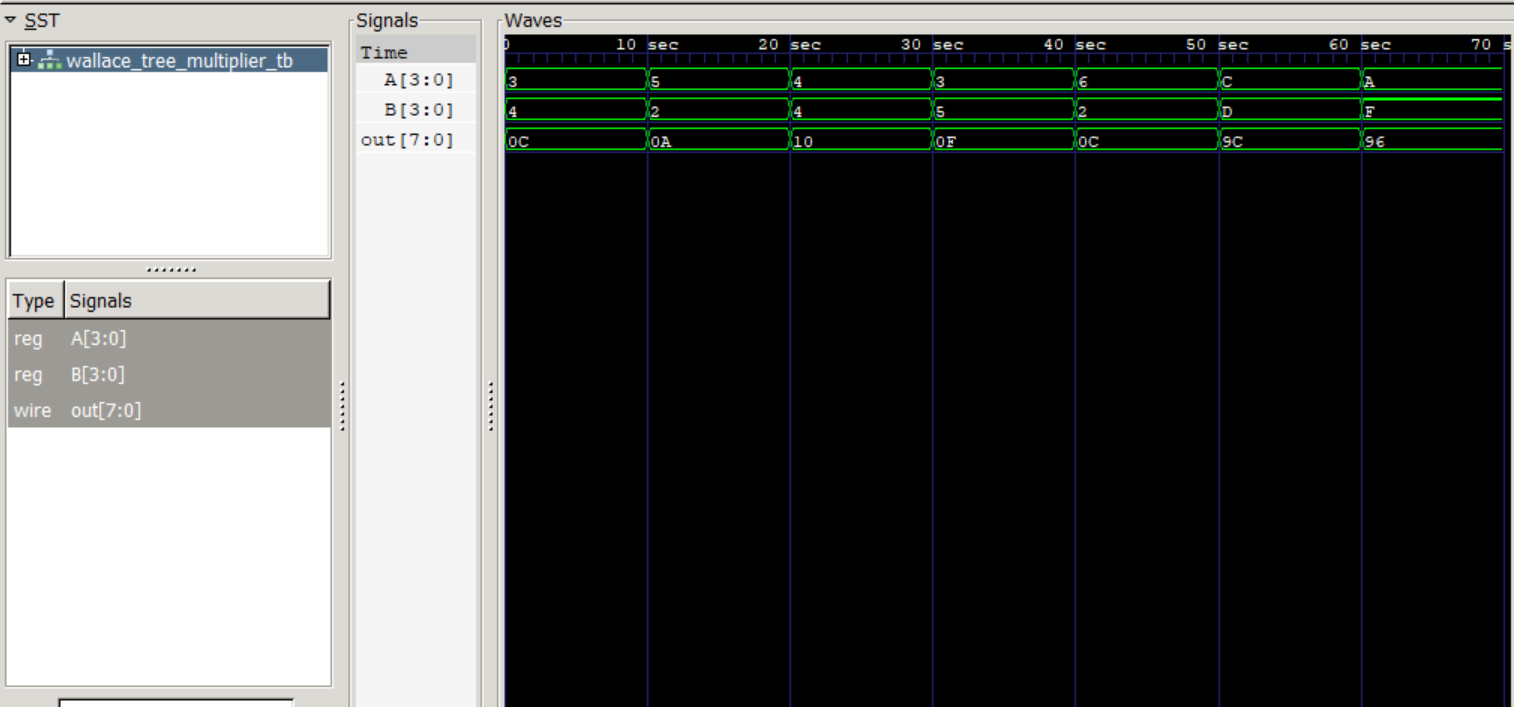 SST
wallace_tree_multiplier_tb
Type Signals
reg A[3:0]
reg B[3:0]
wire out[7:0]
Signals
Time
A[3:0]
B[3:0]
out[7:0]
Waves
0 10 sec 20 sec 30 sec 40 sec 50 sec 60 sec 70 s
3 5 4 3 6 C A
4 2 4 5 2 D F
0C 0A 10 0F 0C 9C 96